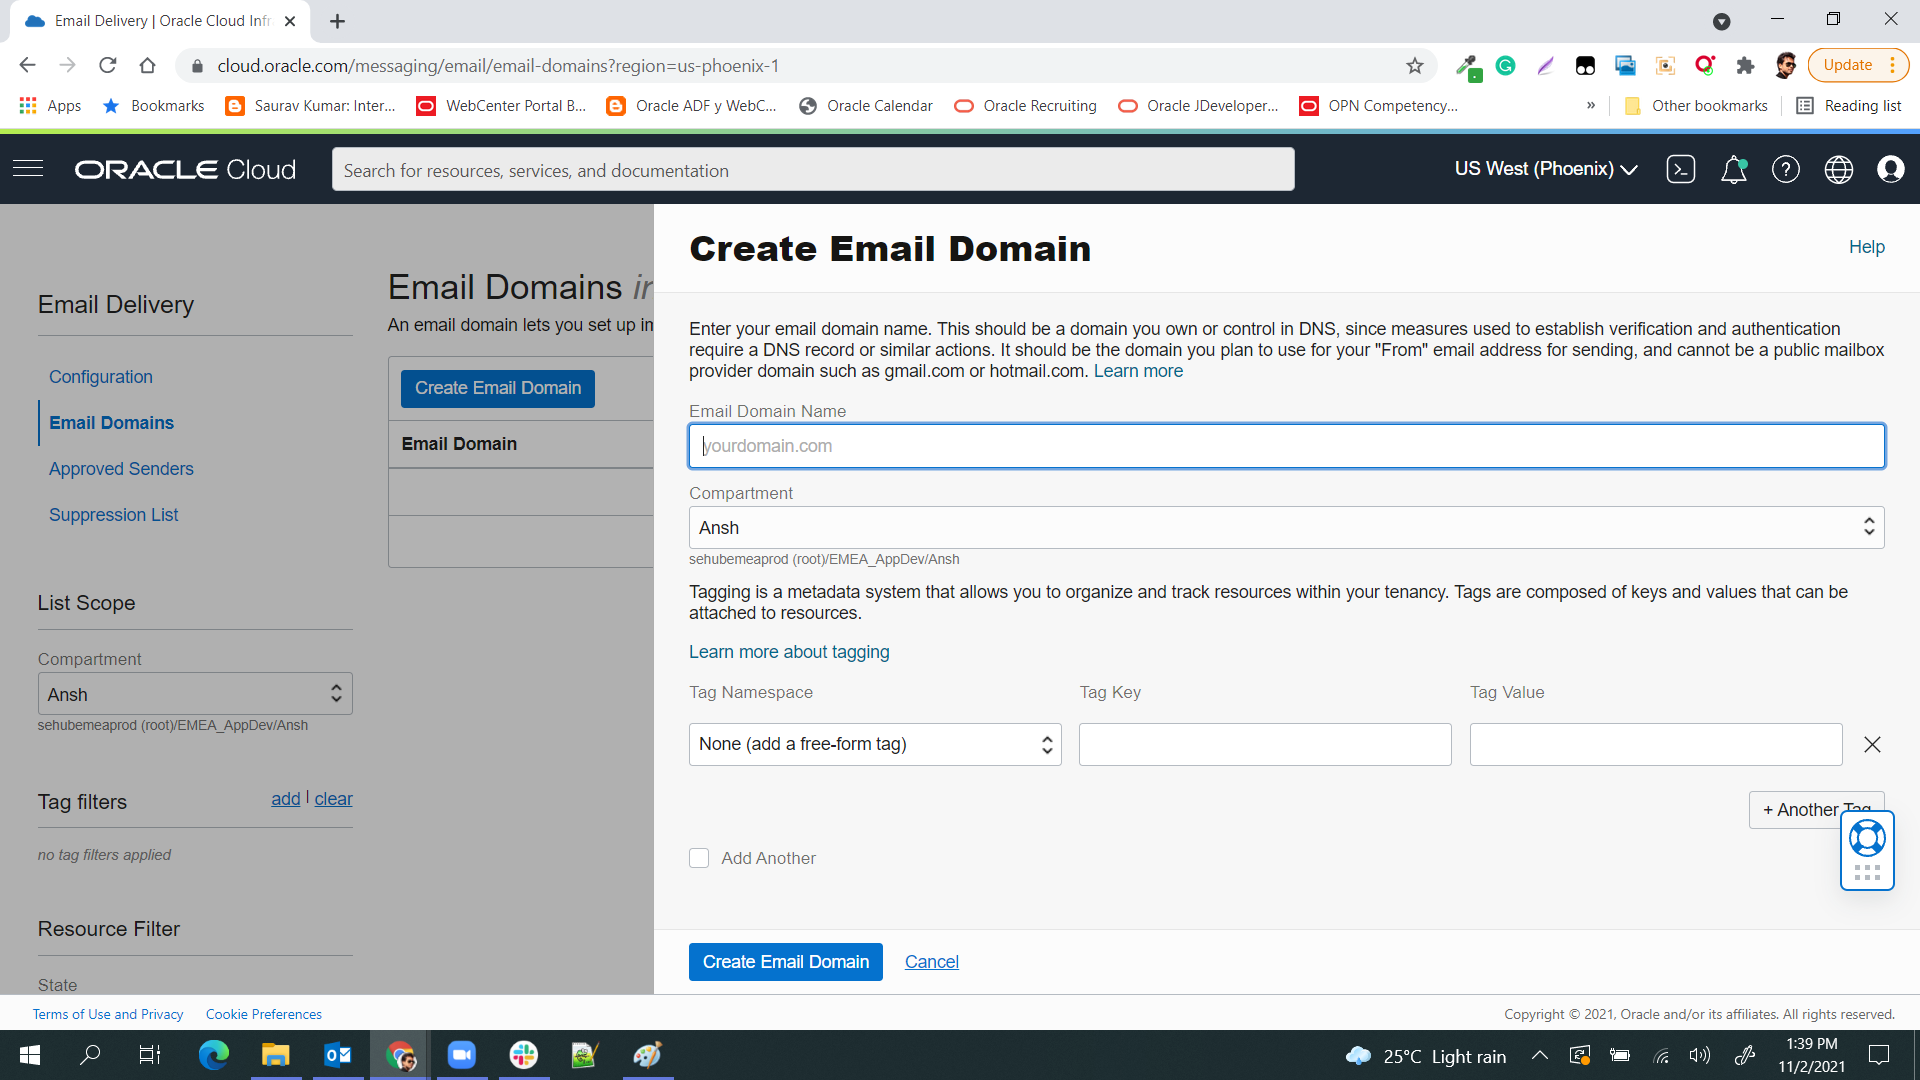 Email Delivery | Oracle Cloud Infr
cloud.oracle.com/messaging/email/email-domains?region=us-phoenix-1
Update
Apps
Bookmarks
Saurav Kumar: Inter...
WebCenter Portal B...
Oracle ADF y WebC...
Oracle Calendar
Oracle Recruiting
Oracle JDeveloper...
OPN Competency...
»
Other bookmarks
Reading list
ORACLE Cloud
Search for resources, services, and documentation
US West (Phoenix)
Email Delivery
Configuration
Email Domains
Approved Senders
Suppression List
List Scope
Compartment
Ansh
sehubemeaprod (root)/EMEA_AppDev/Ansh
Tag filters
add | clear
no tag filters applied
Resource Filter
State
Email Domains in
An email domain lets you set up im
Create Email Domain
Email Domain
Create Email Domain
Help
Enter your email domain name. This should be a domain you own or control in DNS, since measures used to establish verification and authentication
require a DNS record or similar actions. It should be the domain you plan to use for your "From" email address for sending, and cannot be a public mailbox
provider domain such as gmail.com or hotmail.com. Learn more
Email Domain Name
yourdomain.com
Compartment
Ansh
sehubemeaprod (root)/EMEA_AppDev/Ansh
Tagging is a metadata system that allows you to organize and track resources within your tenancy. Tags are composed of keys and values that can be
attached to resources.
Learn more about tagging
Tag Namespace
Tag Key
Tag Value
None (add a free-form tag)
+ Another Tag
Add Another
Create Email Domain
Cancel
Terms of Use and Privacy
Cookie Preferences
Copyright © 2021, Oracle and/or its affiliates. All rights reserved.
25°C Light rain
1:39 PM
11/2/2021